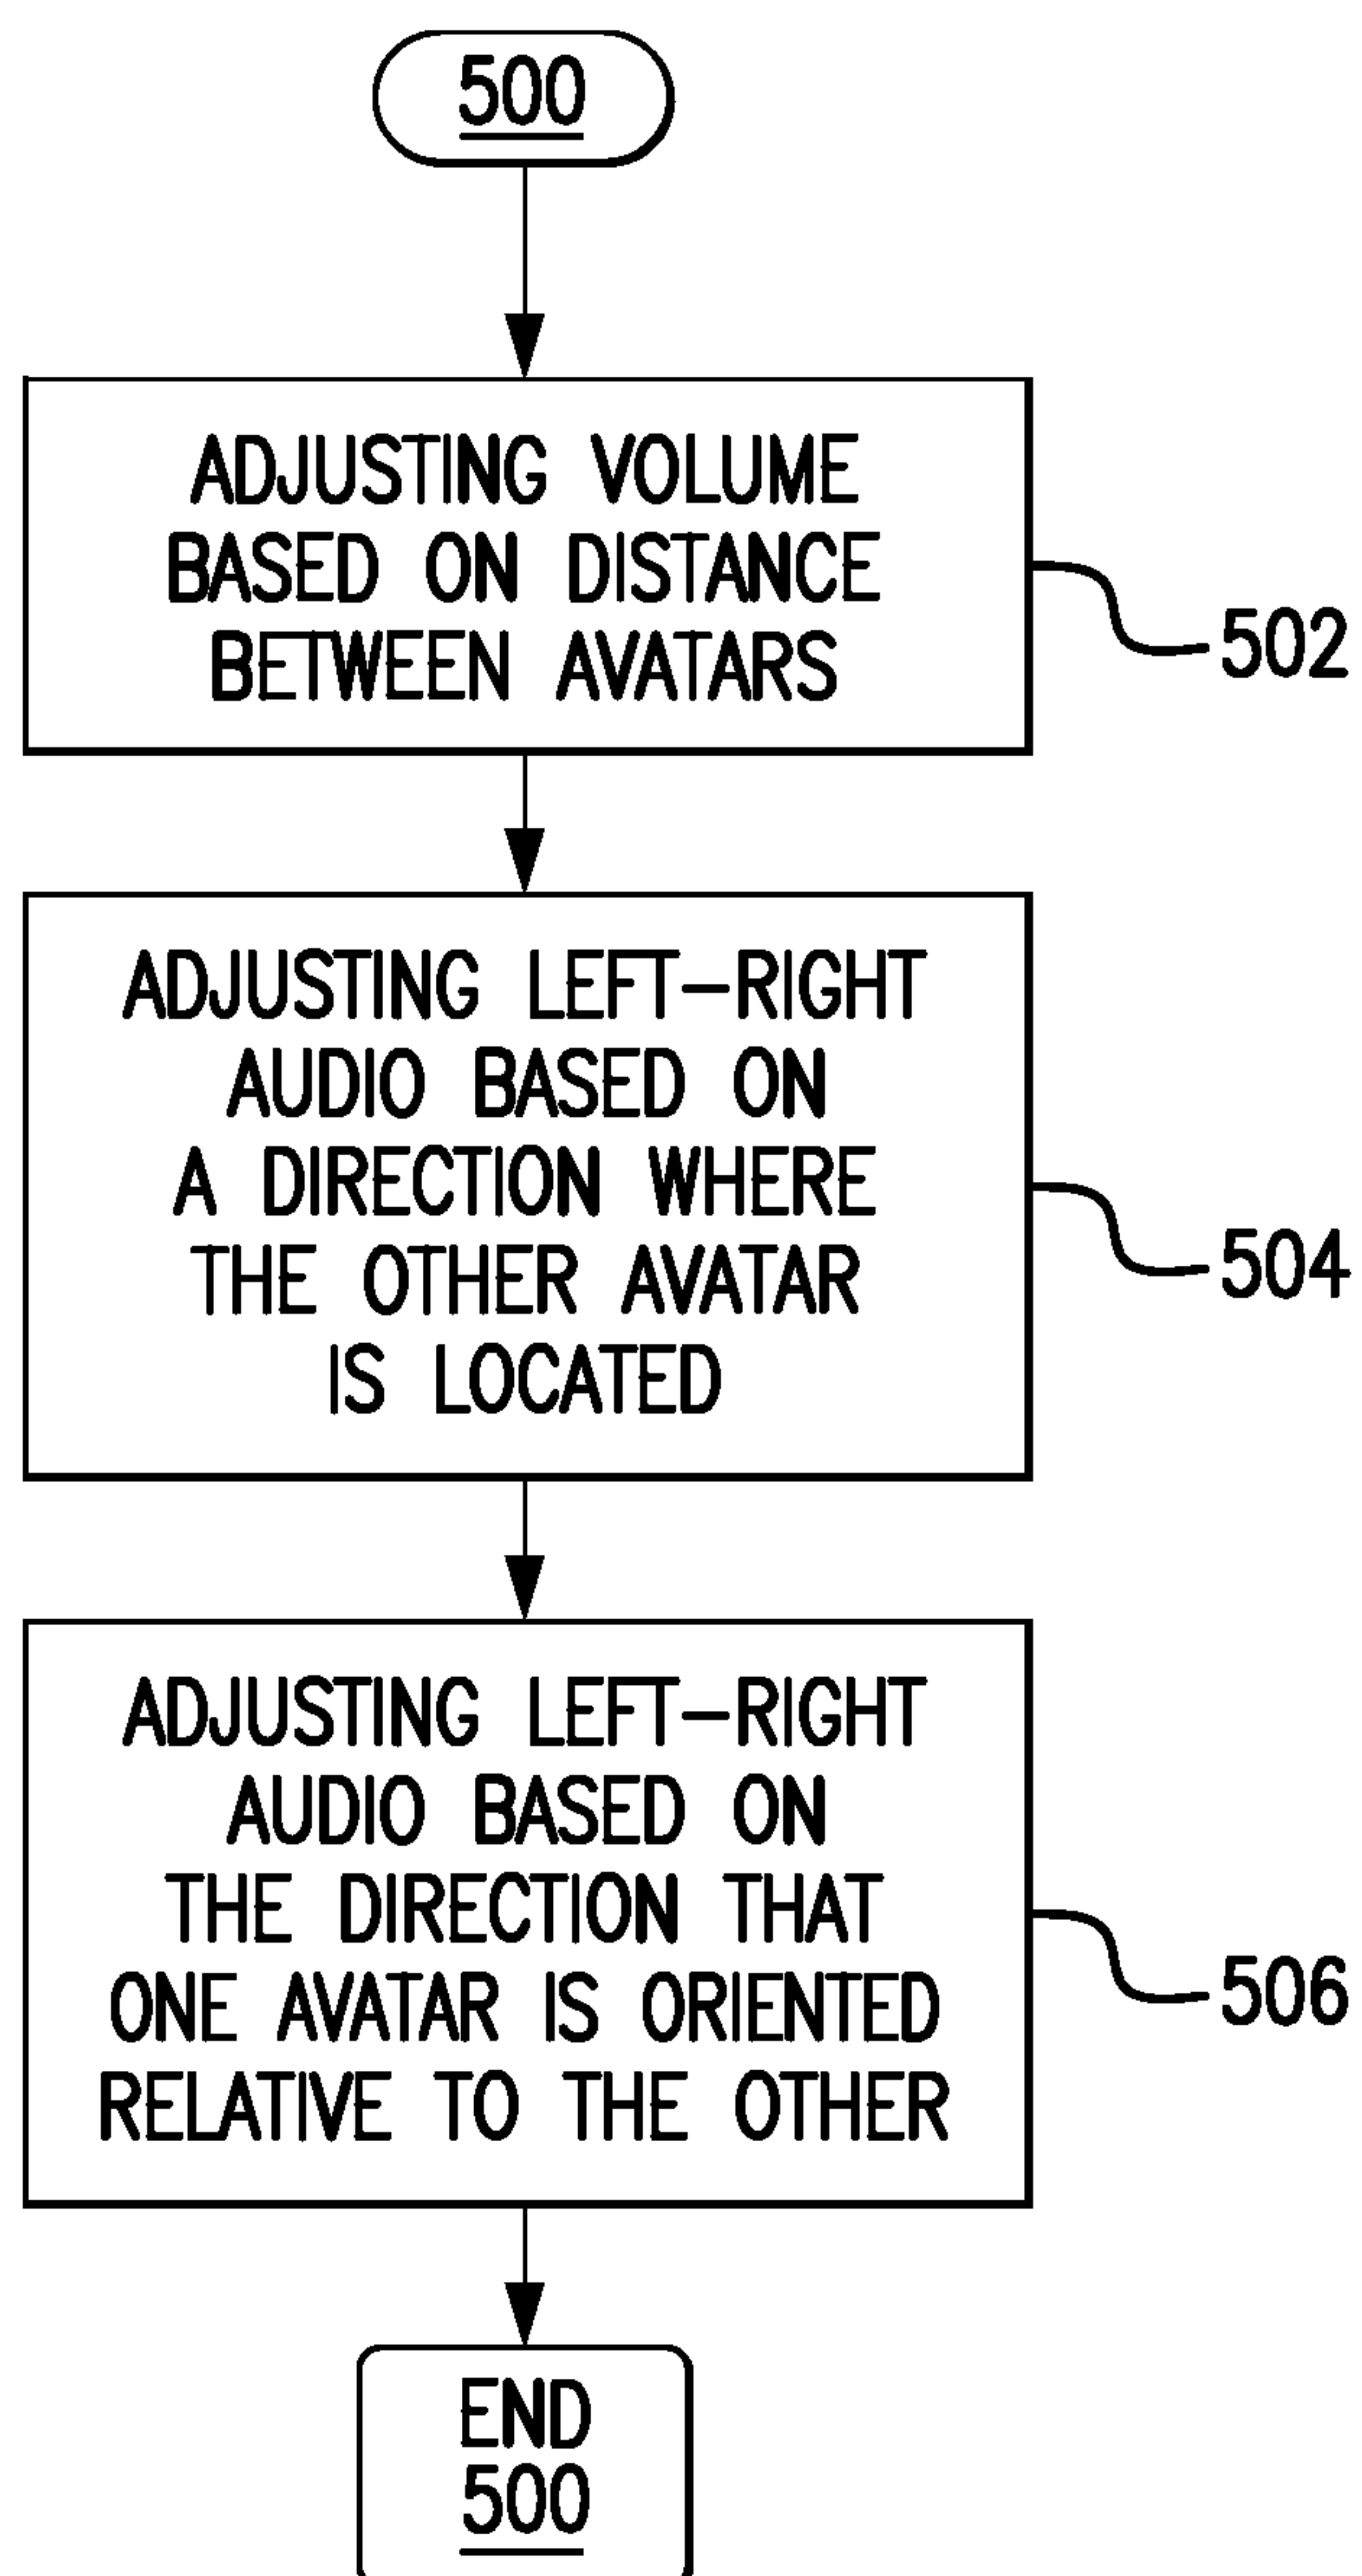 500
ADJUSTING VOLUME
BASED ON DISTANCE
BETWEEN AVATARS
502
ADJUSTING LEFT-RIGHT
AUDIO BASED ON
A DIRECTION WHERE
THE OTHER AVATAR
IS LOCATED
504
ADJUSTING LEFT-RIGHT
AUDIO BASED ON
THE DIRECTION THAT
ONE AVATAR IS ORIENTED
RELATIVE TO THE OTHER
506
END
500